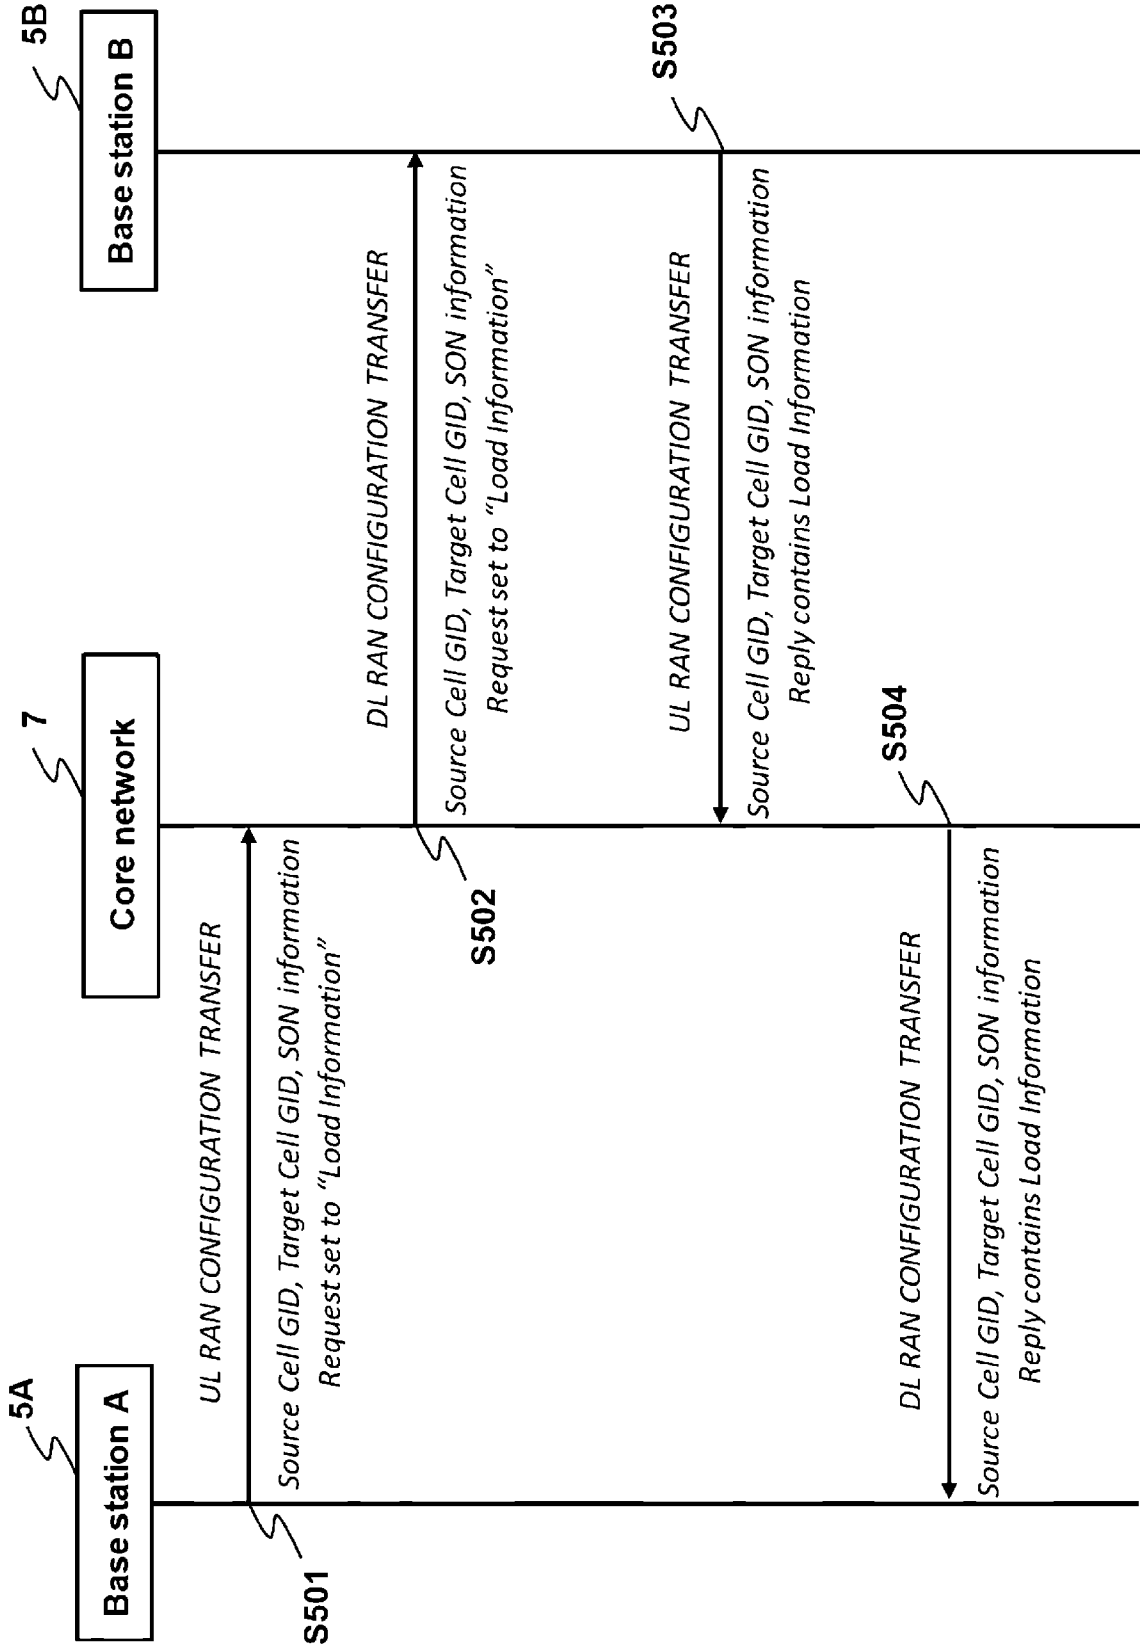 5A
Base station A
7
Core network
5B
Base station B
UL RAN CONFIGURATION TRANSFER
Source Cell GID, Target Cell GID, SON information
Request set to “Load Information”
S501
DL RAN CONFIGURATION TRANSFER
Source Cell GID, Target Cell GID, SON information
Request set to “Load Information”
S502
S503
UL RAN CONFIGURATION TRANSFER
Source Cell GID, Target Cell GID, SON information
Reply contains Load Information
S504
DL RAN CONFIGURATION TRANSFER
Source Cell GID, Target Cell GID, SON information
Reply contains Load Information